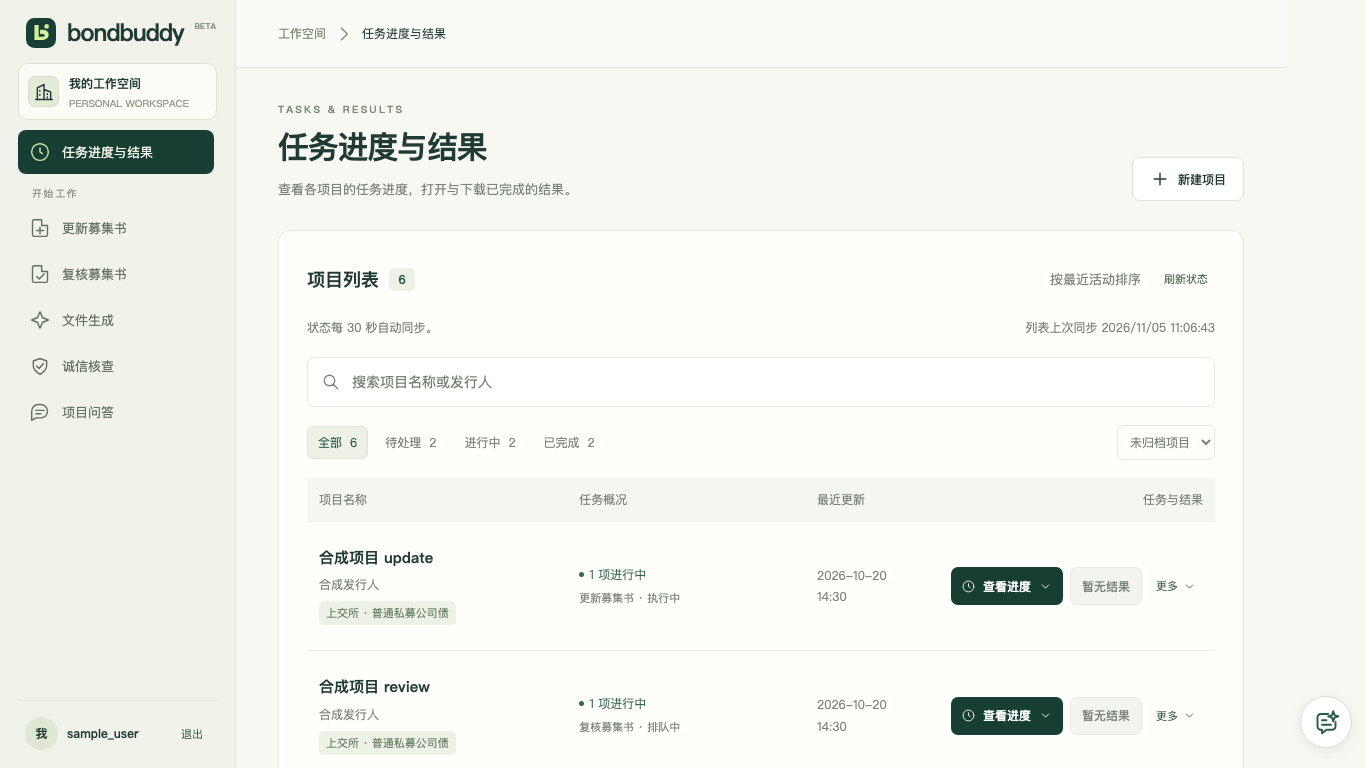 bondbuddy BETA
我的工作空间
PERSONAL WORKSPACE
任务进度与结果
开始工作
更新募集书
复核募集书
文件生成
诚信核查
项目问答
我 sample_user 退出
工作空间 任务进度与结果
TASKS & RESULTS
任务进度与结果
查看各项目的任务进度，打开与下载已完成的结果。
新建项目
项目列表 6
按最近活动排序 刷新状态
状态每 30 秒自动同步。
列表上次同步 2026/11/05 11:06:43
搜索项目名称或发行人
全部 6 待处理 2 进行中 2 已完成 2
未归档项目
项目名称 任务概况 最近更新 任务与结果
合成项目 update
合成发行人
上交所 · 普通私募公司债
1 项进行中
更新募集书 · 执行中
2026-10-20
14:30
查看进度 暂无结果 更多
合成项目 review
合成发行人
上交所 · 普通私募公司债
1 项进行中
复核募集书 · 排队中
2026-10-20
14:30
查看进度 暂无结果 更多